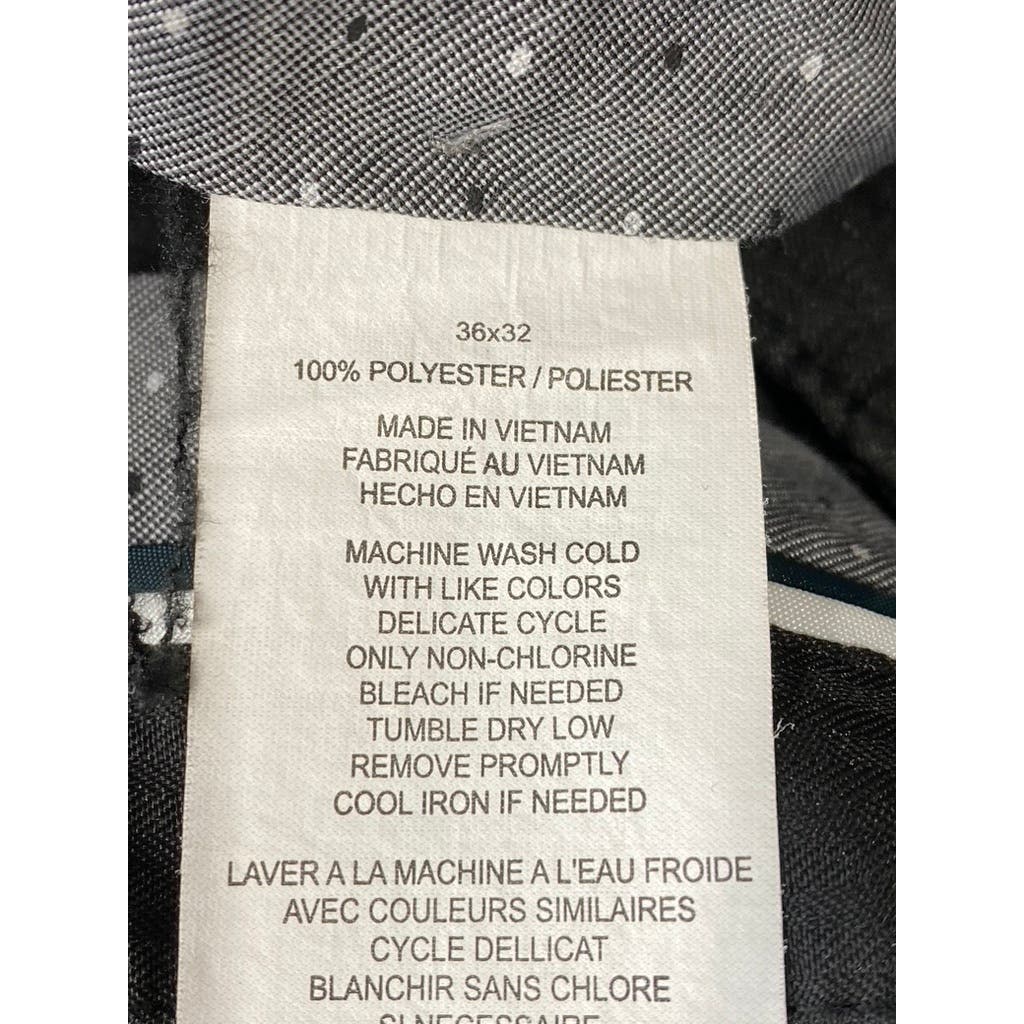 36x32
100% POLYESTER / POLIESTER
MADE IN VIETNAM
FABRIQUÉ AU VIETNAM
HECHO EN VIETNAM
MACHINE WASH COLD
WITH LIKE COLORS
DELICATE CYCLE
ONLY NON-CHLORINE
BLEACH IF NEEDED
TUMBLE DRY LOW
REMOVE PROMPTLY
COOL IRON IF NEEDED
LAVER A LA MACHINE A L'EAU FROIDE
AVEC COULEURS SIMILAIRES
CYCLE DELLICAT
BLANCHIR SANS CHLORE
SI NECESSAIRE